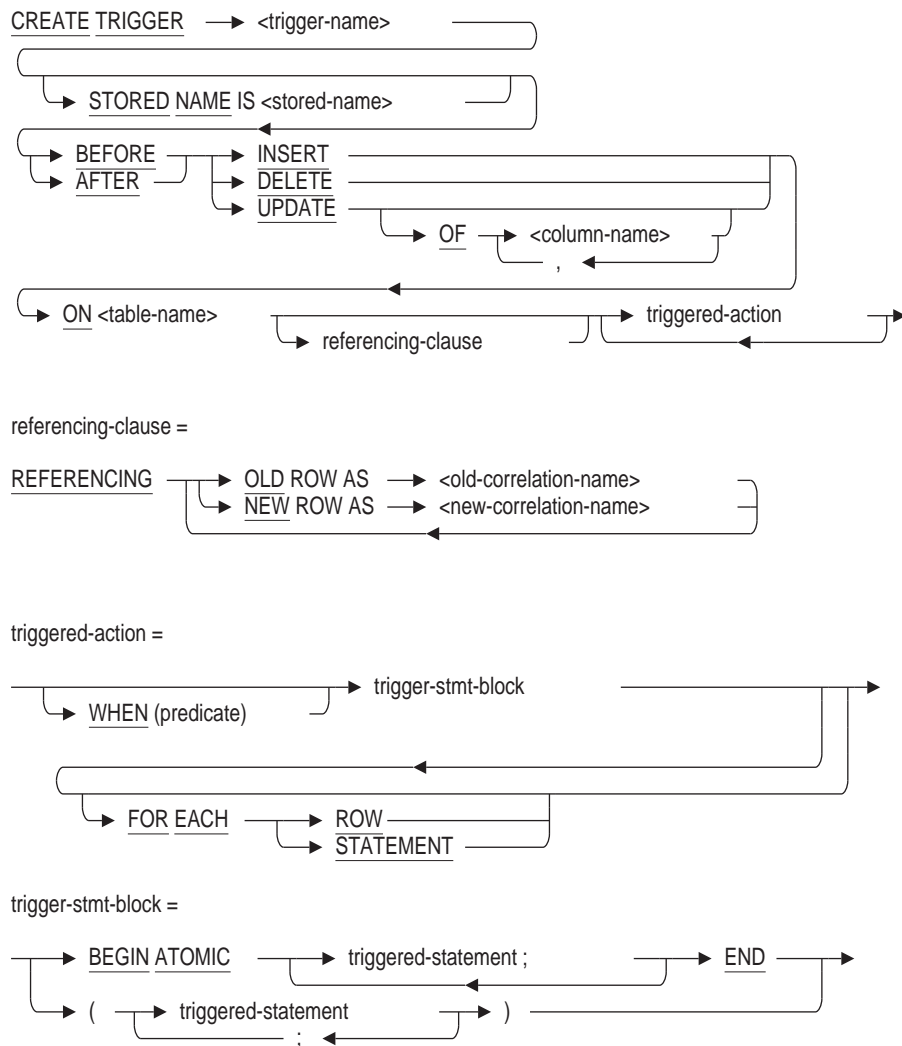 CREATE TRIGGER <trigger-name>
STORED NAME IS <stored-name>
BEFORE INSERT
AFTER DELETE
UPDATE
OF <column-name>
,
ON <table-name> triggered-action
referencing-clause
referencing-clause =
REFERENCING OLD ROW AS <old-correlation-name>
NEW ROW AS <new-correlation-name>
triggered-action =
trigger-stmt-block
WHEN (predicate)
FOR EACH ROW
STATEMENT
trigger-stmt-block =
BEGIN ATOMIC triggered-statement ; END
( triggered-statement )
;